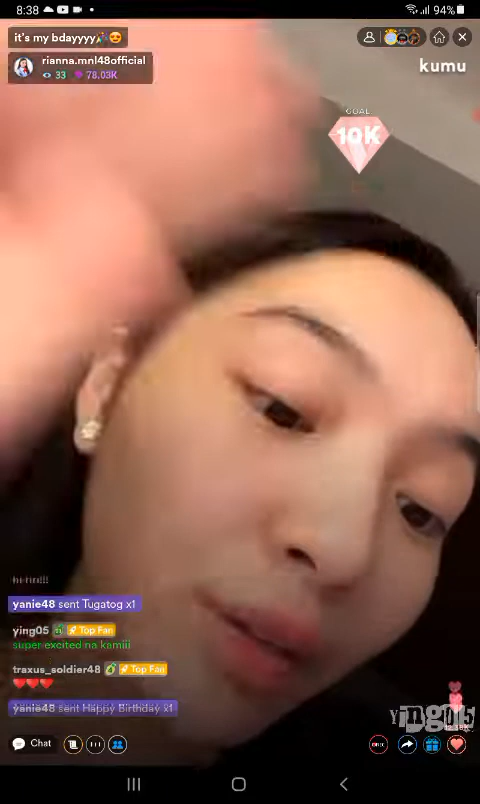 8:38
94%
it's my bdayyyy🎉😍
rianna.mnl48official
33 78.03K
kumu
GOAL
10K
yanie48 sent Tugatog x1
ying05 Top Fan
super excited na kamiii
traxus_soldier48 Top Fan
❤❤❤
yanie48 sent Happy Birthday x1
Chat
Ying05